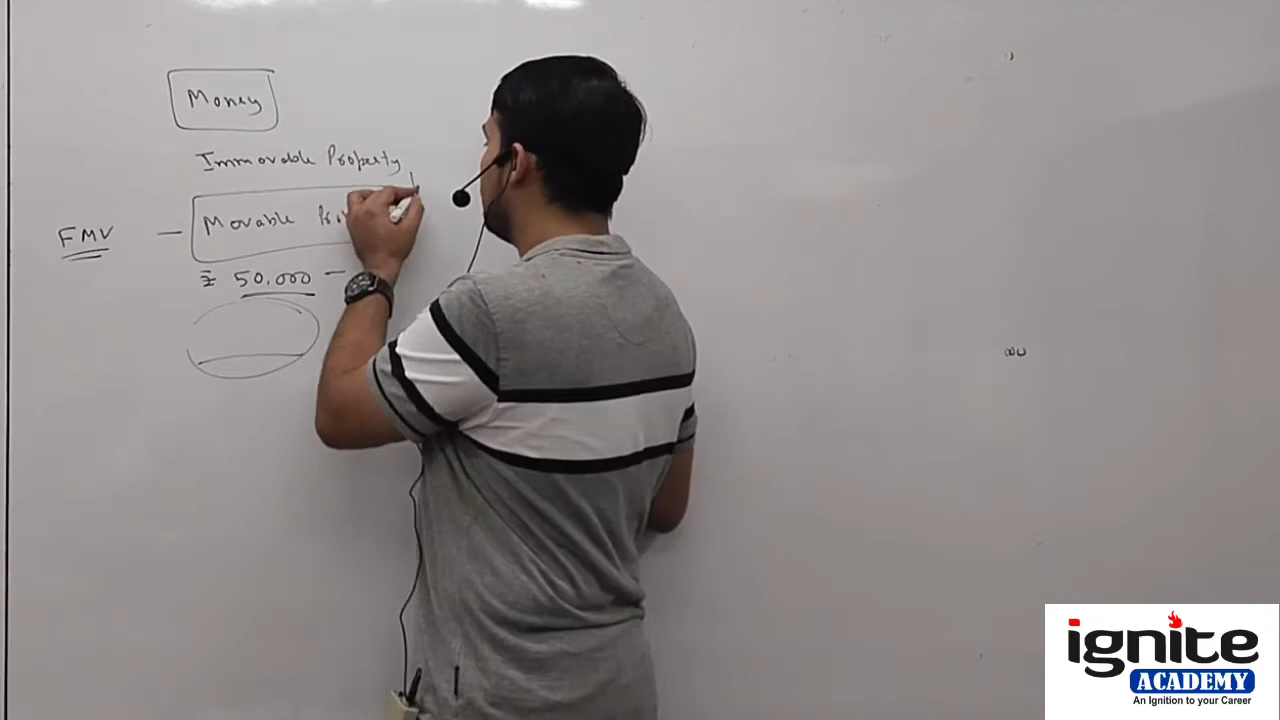 Money
Immovable Property
FMV — Movable
₹ 50,000 —
ignite
ACADEMY
An Ignition to your Career